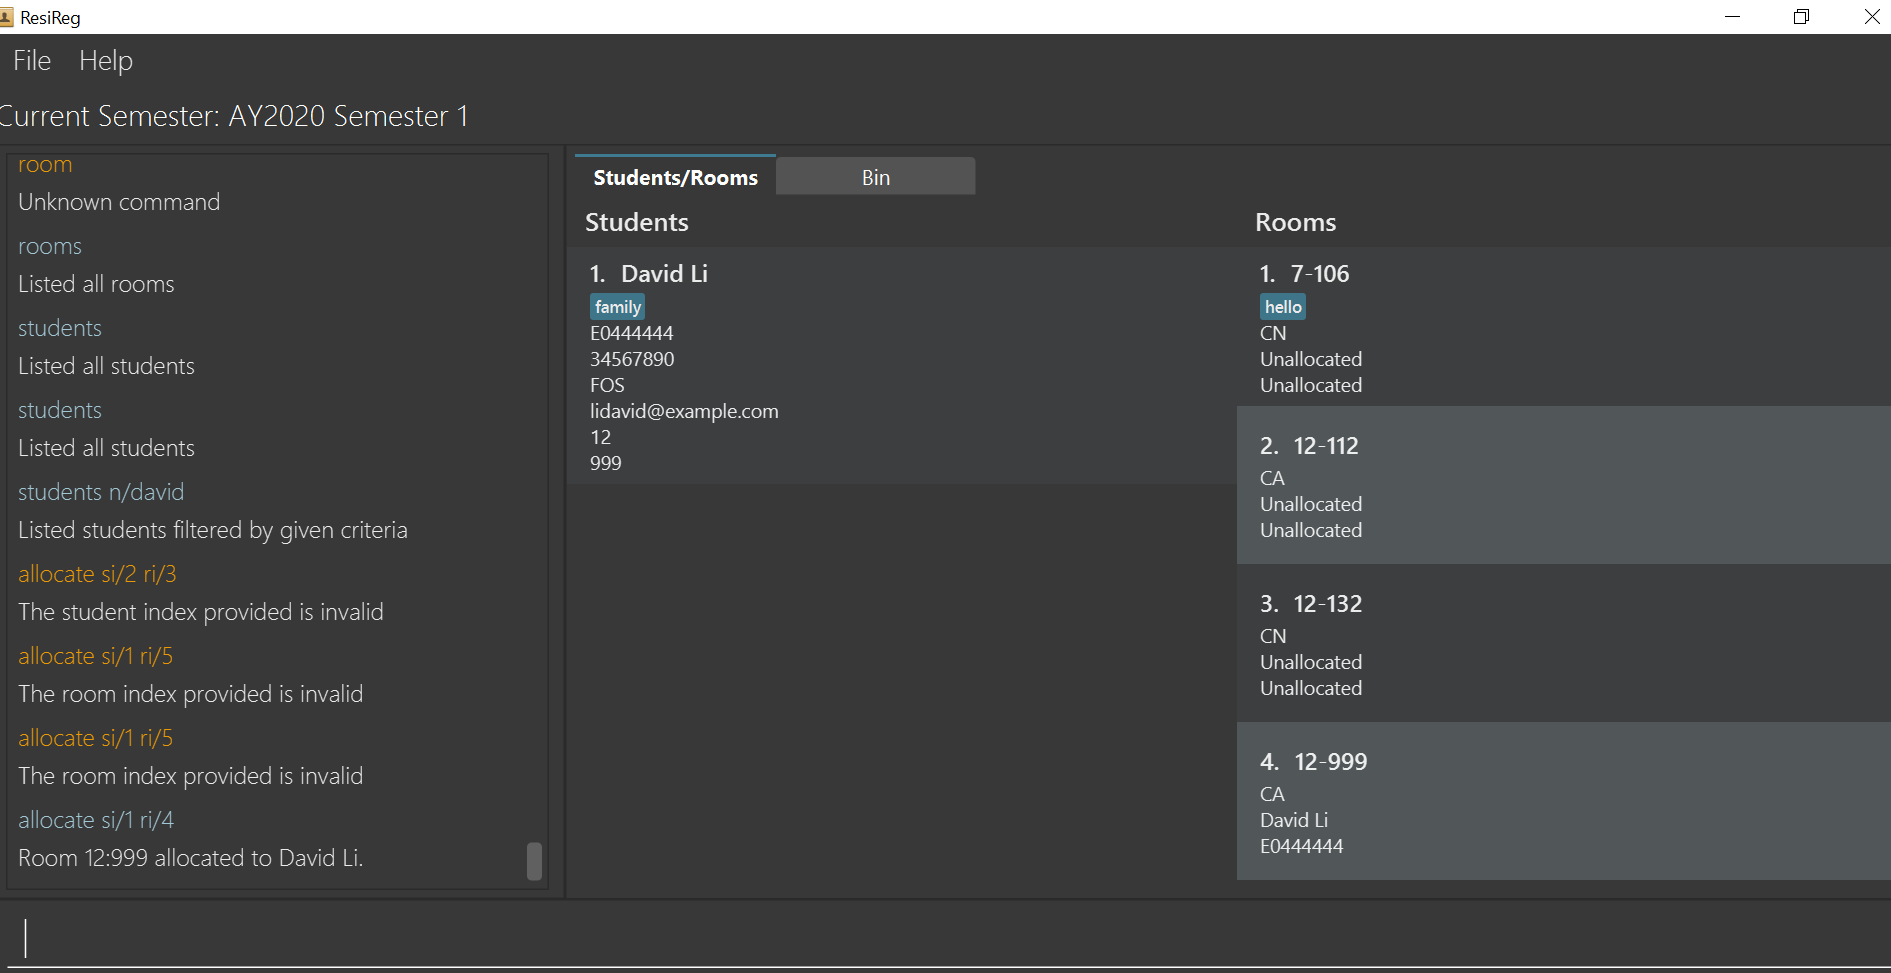 ResiReg
File Help
Current Semester: AY2020 Semester 1
room
Unknown command
rooms
Listed all rooms
students
Listed all students
students
Listed all students
students n/david
Listed students filtered by given criteria
allocate si/2 ri/3
The student index provided is invalid
allocate si/1 ri/5
The room index provided is invalid
allocate si/1 ri/5
The room index provided is invalid
allocate si/1 ri/4
Room 12:999 allocated to David Li.
Students/Rooms
Bin
Students
1. David Li
family
E0444444
34567890
FOS
lidavid@example.com
12
999
Rooms
1. 7-106
hello
CN
Unallocated
Unallocated
2. 12-112
CA
Unallocated
Unallocated
3. 12-132
CN
Unallocated
Unallocated
4. 12-999
CA
David Li
E0444444